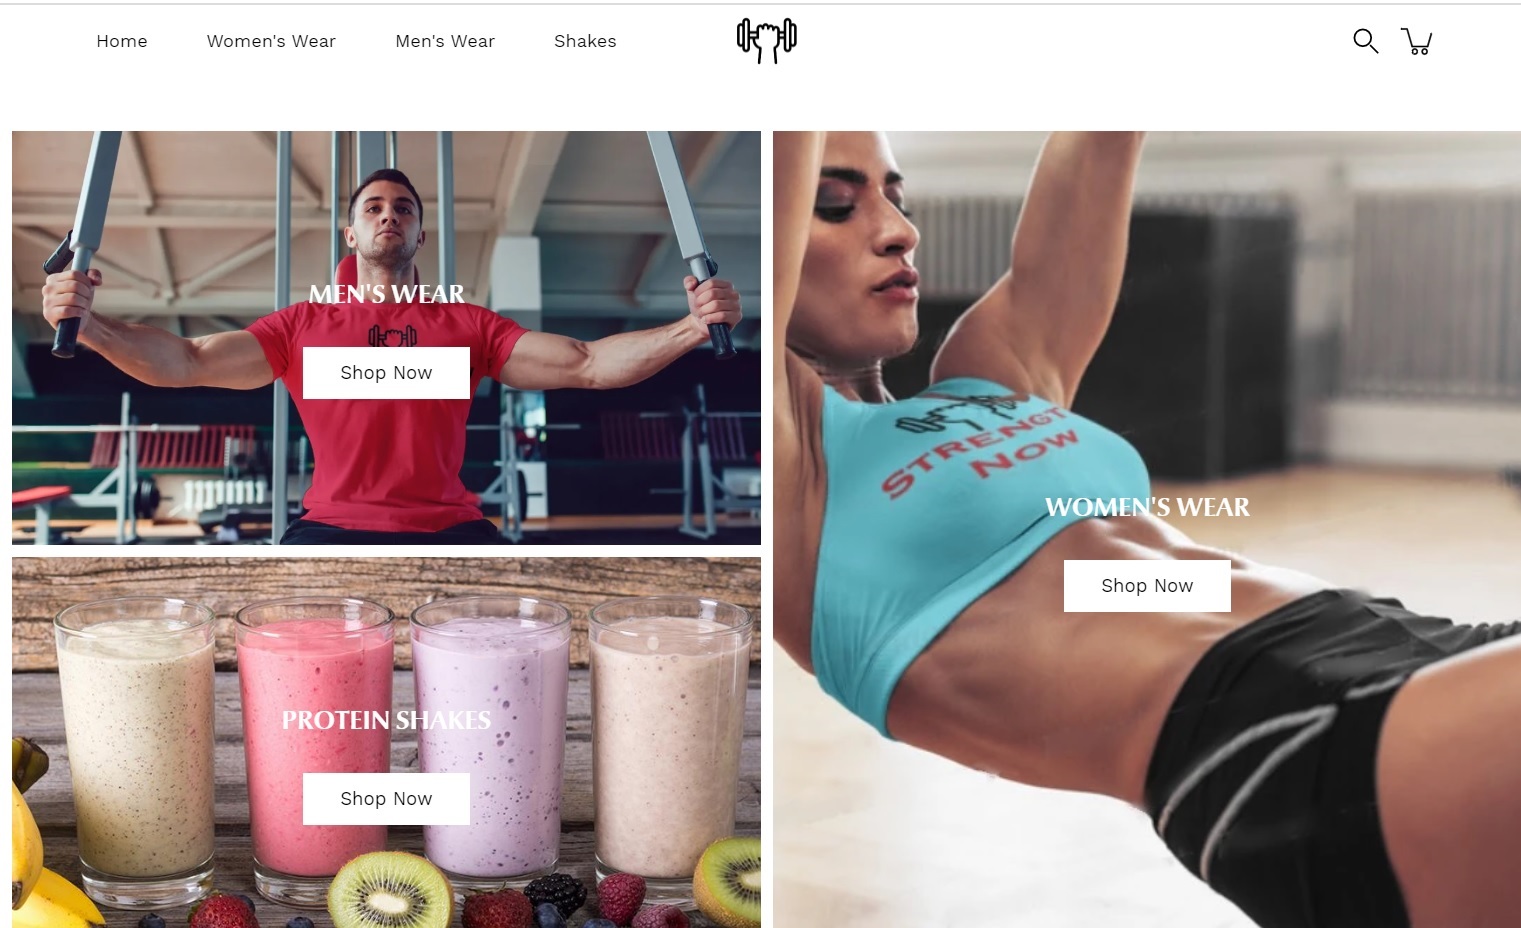 Home
Women's Wear
Men's Wear
Shakes
MEN'S WEAR
Shop Now
PROTEIN SHAKES
Shop Now
STRENGT
NOW
WOMEN'S WEAR
Shop Now